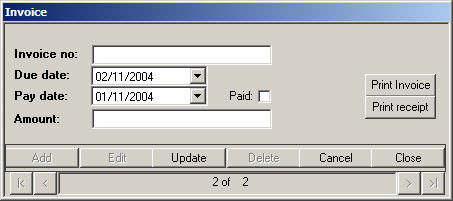 Invoice
Invoice no:
Due date: 02/11/2004
Pay date: 01/11/2004 Paid:
Print Invoice
Print receipt
Amount:
Add Edit Update Delete Cancel Close
2 of 2